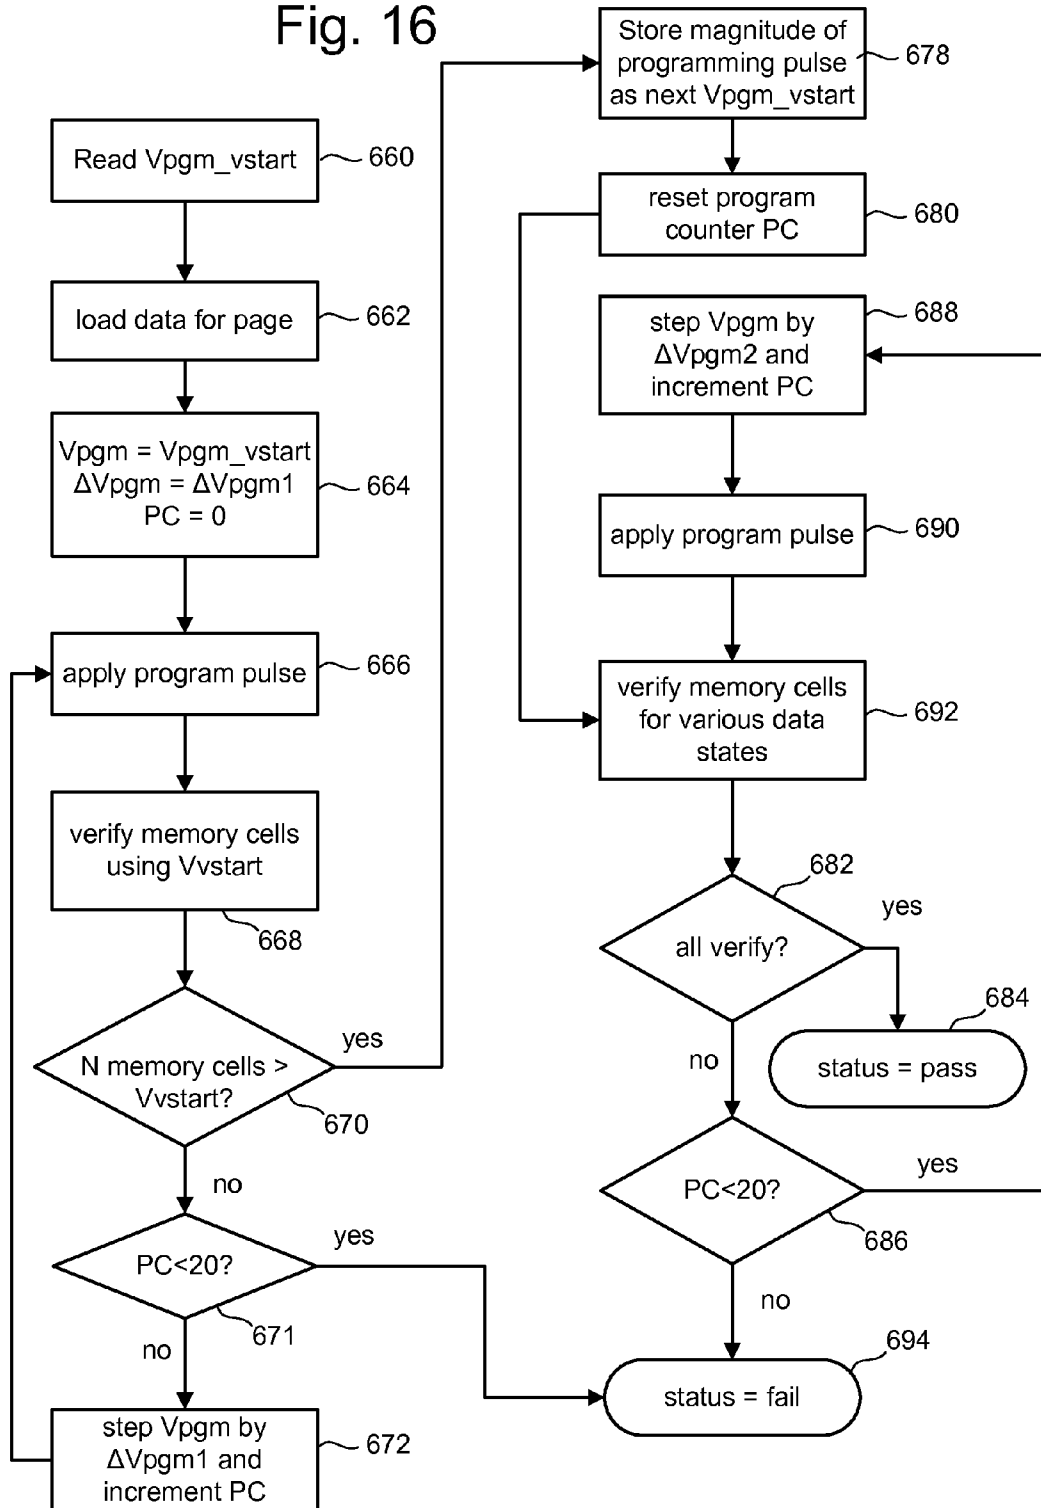 Fig. 16
Read Vpgm_vstart
660
load data for page
662
Vpgm = Vpgm_vstart
ΔVpgm = ΔVpgm1
PC = 0
664
apply program pulse
666
verify memory cells
using Vvstart
668
N memory cells >
Vvstart?
yes
670
no
PC<20?
yes
671
no
step Vpgm by
ΔVpgm1 and
increment PC
672
Store magnitude of
programming pulse
as next Vpgm_vstart
678
reset program
counter PC
680
step Vpgm by
ΔVpgm2 and
increment PC
688
apply program pulse
690
verify memory cells
for various data
states
692
all verify?
682
yes
status = pass
684
no
PC<20?
yes
686
no
status = fail
694